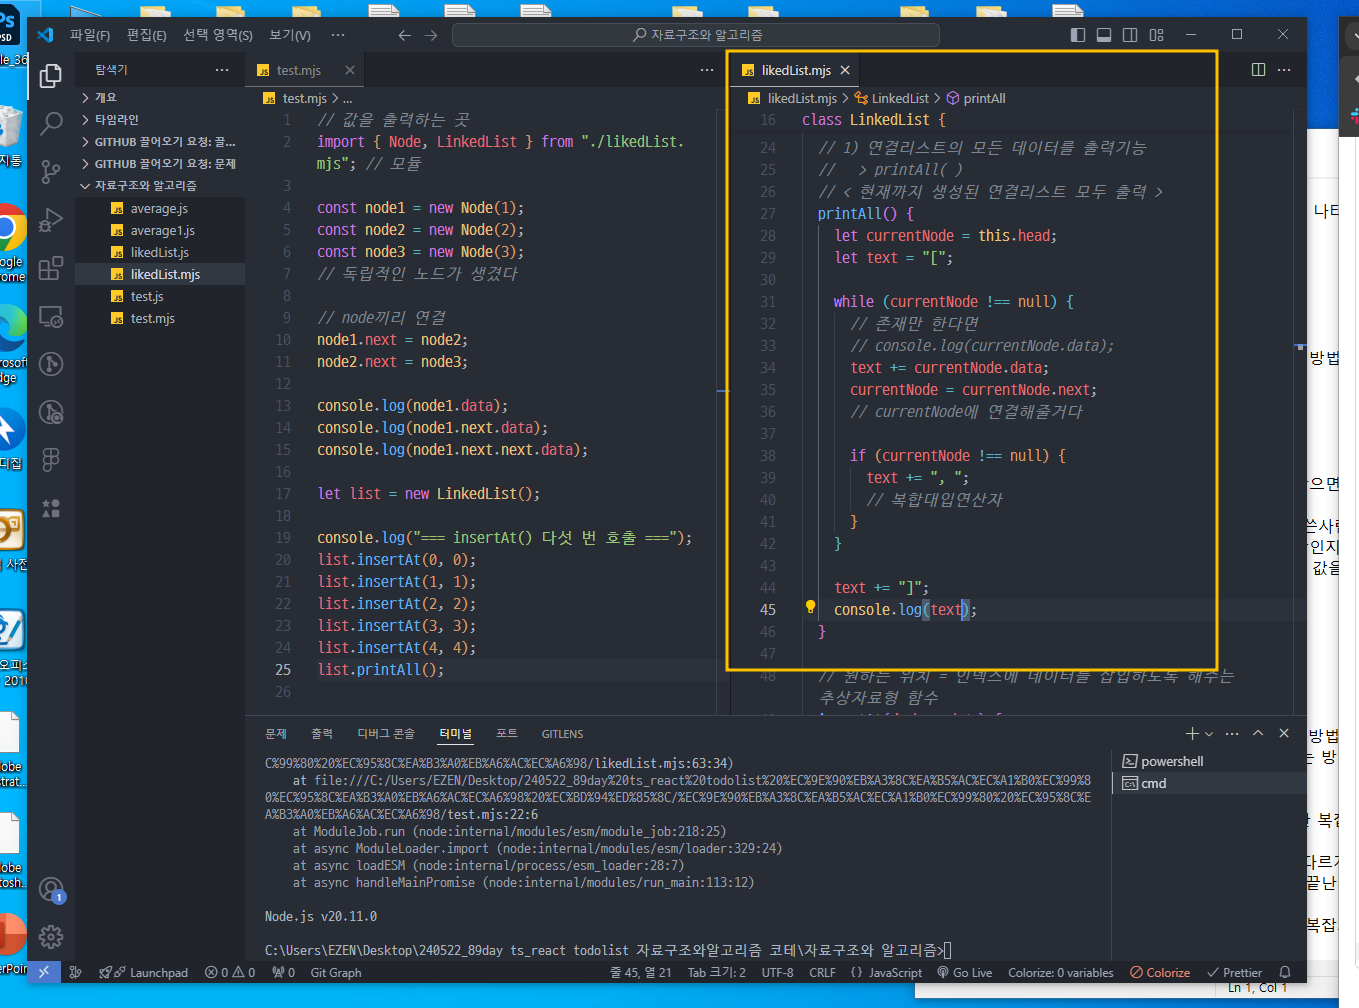 파일(F) 편집(E) 선택 영역(S) 보기(V) ···
자료구조와 알고리즘
탐색기
개요
타임라인
GITHUB 끌어오기 요청: 끌...
GITHUB 끌어오기 요청: 문제
자료구조와 알고리즘
average.js
average1.js
likedList.js
likedList.mjs
test.js
test.mjs
test.mjs
test.mjs > ...
1 // 값을 출력하는 곳
2 import { Node, LinkedList } from "./likedList.
mjs"; // 모듈
3
4 const node1 = new Node(1);
5 const node2 = new Node(2);
6 const node3 = new Node(3);
7 // 독립적인 노드가 생겼다
8
9 // node끼리 연결
10 node1.next = node2;
11 node2.next = node3;
12
13 console.log(node1.data);
14 console.log(node1.next.data);
15 console.log(node1.next.next.data);
16
17 let list = new LinkedList();
18
19 console.log("=== insertAt() 다섯 번 호출 ===");
20 list.insertAt(0, 0);
21 list.insertAt(1, 1);
22 list.insertAt(2, 2);
23 list.insertAt(3, 3);
24 list.insertAt(4, 4);
25 list.printAll();
26
likedList.mjs
likedList.mjs > LinkedList > printAll
16 class LinkedList {
24 // 1) 연결리스트의 모든 데이터를 출력기능
25 // > printAll( )
26 // < 현재까지 생성된 연결리스트 모두 출력 >
27 printAll() {
28 let currentNode = this.head;
29 let text = "[";
30
31 while (currentNode !== null) {
32 // 존재만 한다면
33 // console.log(currentNode.data);
34 text += currentNode.data;
35 currentNode = currentNode.next;
36 // currentNode에 연결해줄거다
37
38 if (currentNode !== null) {
39 text += ", ";
40 // 복합대입연산자
41 }
42 }
43
44 text += "]";
45 console.log(text);
46 }
47
48 // 원하는 위치 = 인덱스에 데이터를 삽입하도록 해주는
추상자료형 함수
문제 출력 디버그 콘솔 터미널 포트 GITLENS
C%99%80%20%EC%95%8C%EA%B3%A0%EB%A6%AC%EC%A6%98/likedList.mjs:63:34)
at file:///C:/Users/EZEN/Desktop/240522_89day%20ts_react%20todolist%20%EC%9E%90%EB%A3%8C%EA%B5%AC%EC%A1%B0%EC%99%8
0%EC%95%8C%EA%B3%A0%EB%A6%AC%EC%A6%98%20%EC%BD%94%ED%85%8C/%EC%9E%90%EB%A3%8C%EA%B5%AC%EC%A1%B0%EC%99%80%20%EC%95%8C%E
A%B3%A0%EB%A6%AC%EC%A6%98/test.mjs:22:6
at ModuleJob.run (node:internal/modules/esm/module_job:218:25)
at async ModuleLoader.import (node:internal/modules/esm/loader:329:24)
at async loadESM (node:internal/process/esm_loader:28:7)
at async handleMainPromise (node:internal/modules/run_main:113:12)
Node.js v20.11.0
C:\Users\EZEN\Desktop\240522_89day ts_react todolist 자료구조와알고리즘 코테\자료구조와 알고리즘>
powershell
cmd
1
Launchpad 0 0 0 Git Graph
줄 45, 열 21 Tab 크기: 2 UTF-8 CRLF {} JavaScript Go Live Colorize: 0 variables Colorize Prettier
Ln 1, Col 1